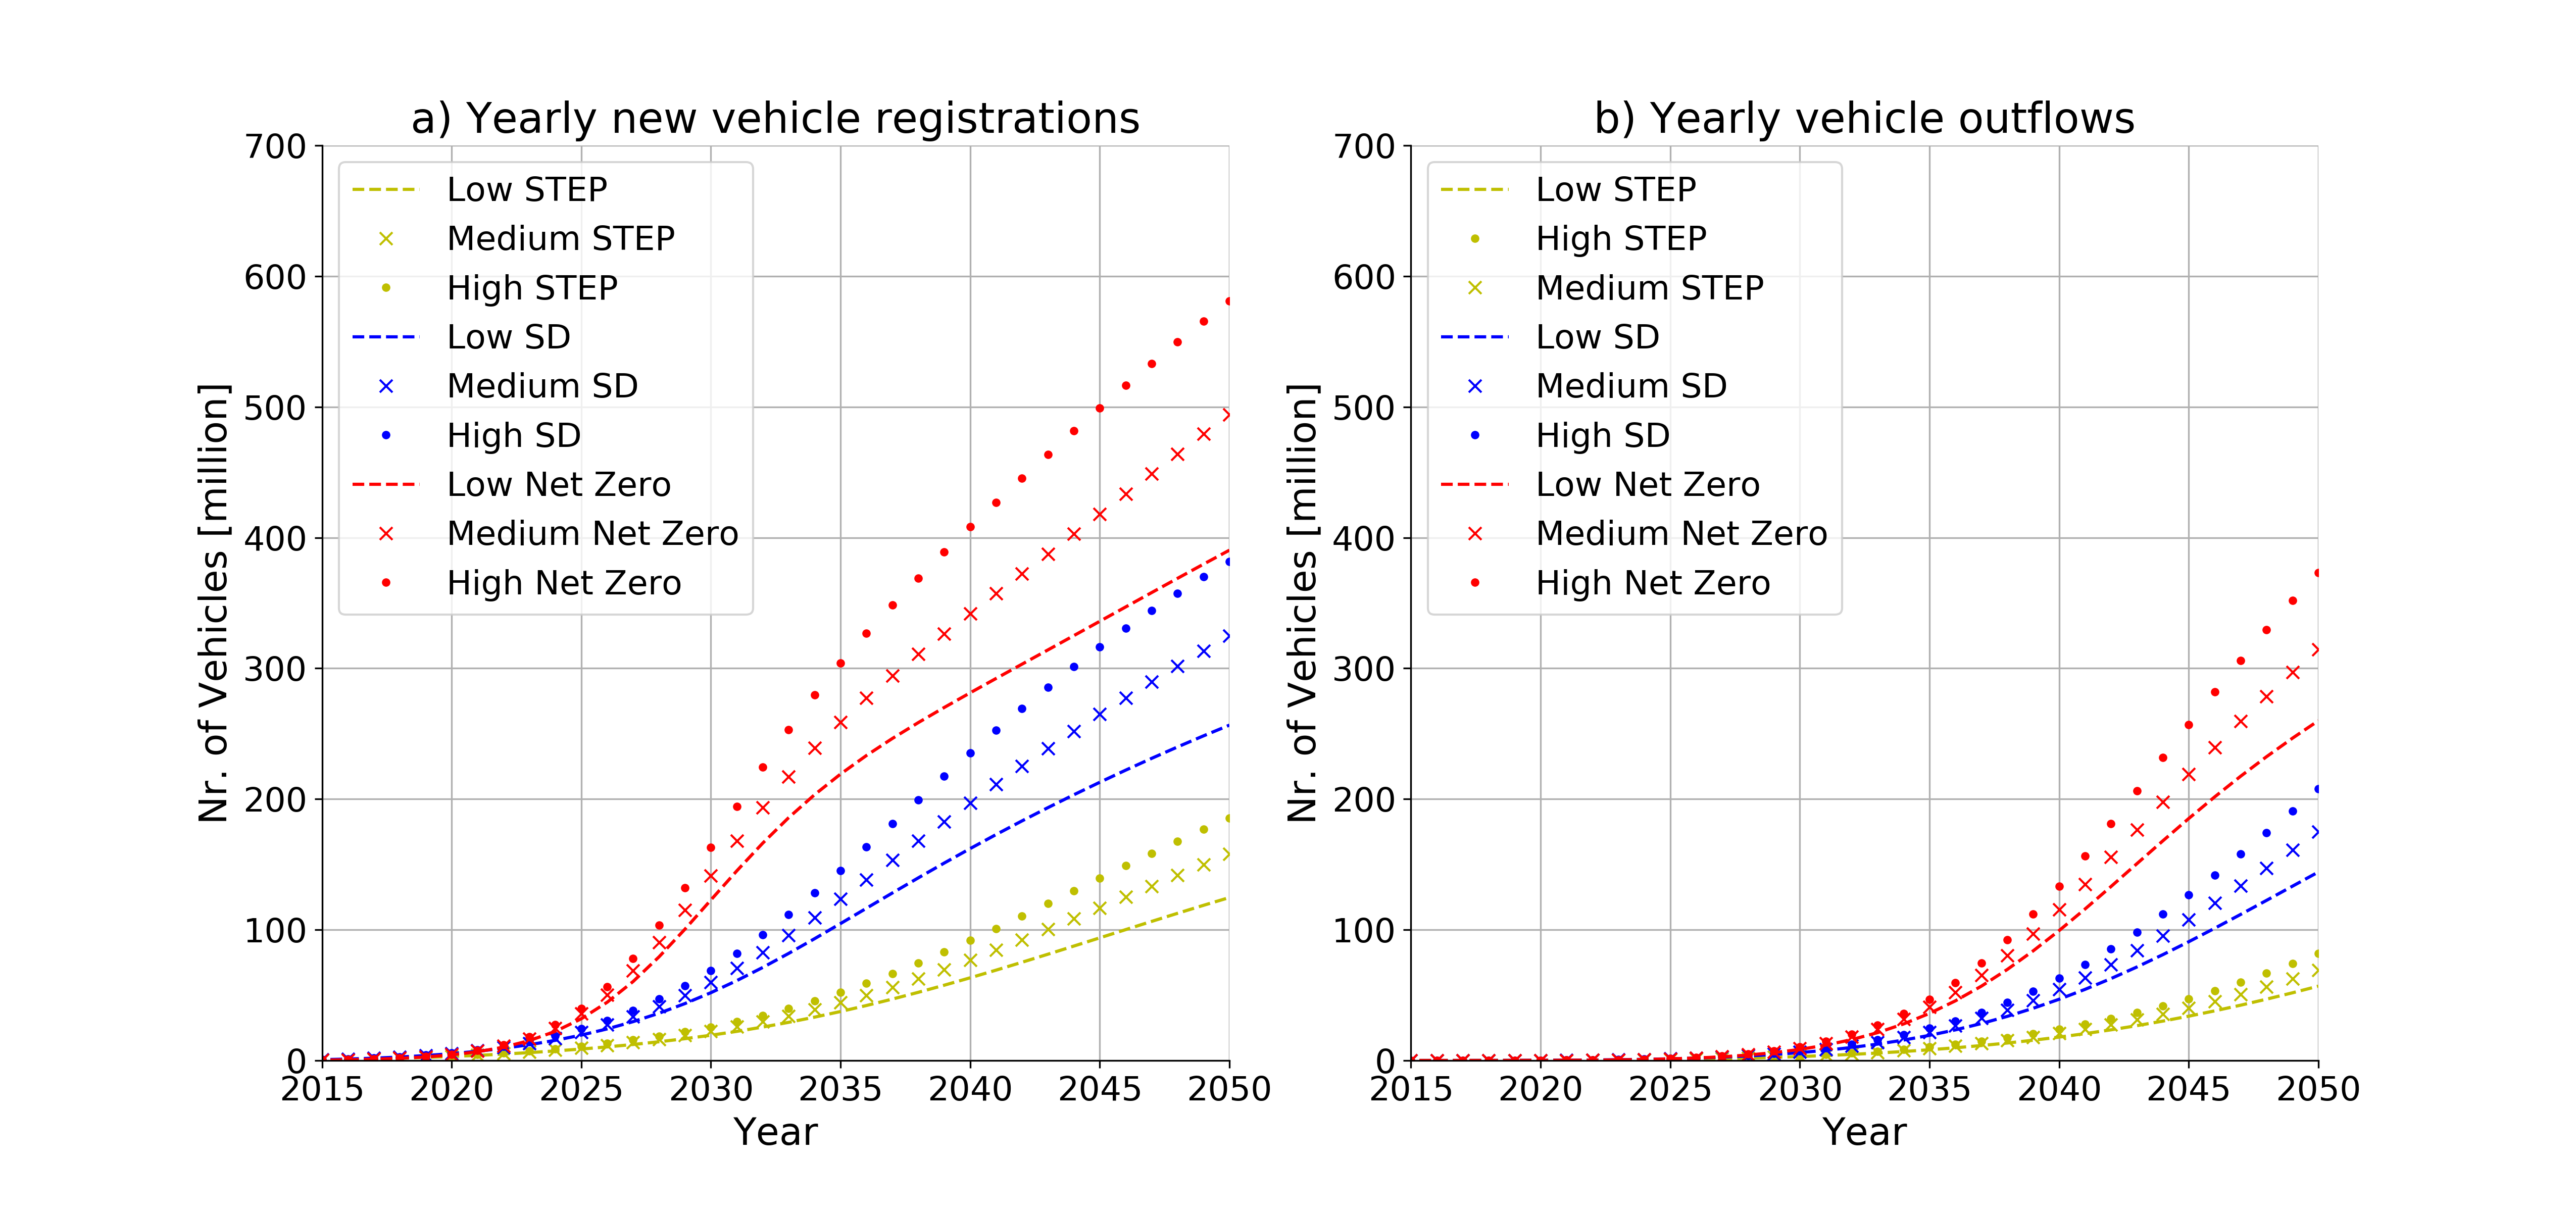 a) Yearly new vehicle registrations
Nr. of Vehicles [million]
700
600
500
400
300
200
100
0
Low STEP
Medium STEP
High STEP
Low SD
Medium SD
High SD
Low Net Zero
Medium Net Zero
High Net Zero
2015 2020 2025 2030 2035 2040 2045 2050
Year
b) Yearly vehicle outflows
Nr. of Vehicles [million]
700
600
500
400
300
200
100
0
Low STEP
High STEP
Medium STEP
Low SD
Medium SD
High SD
Low Net Zero
Medium Net Zero
High Net Zero
2015 2020 2025 2030 2035 2040 2045 2050
Year